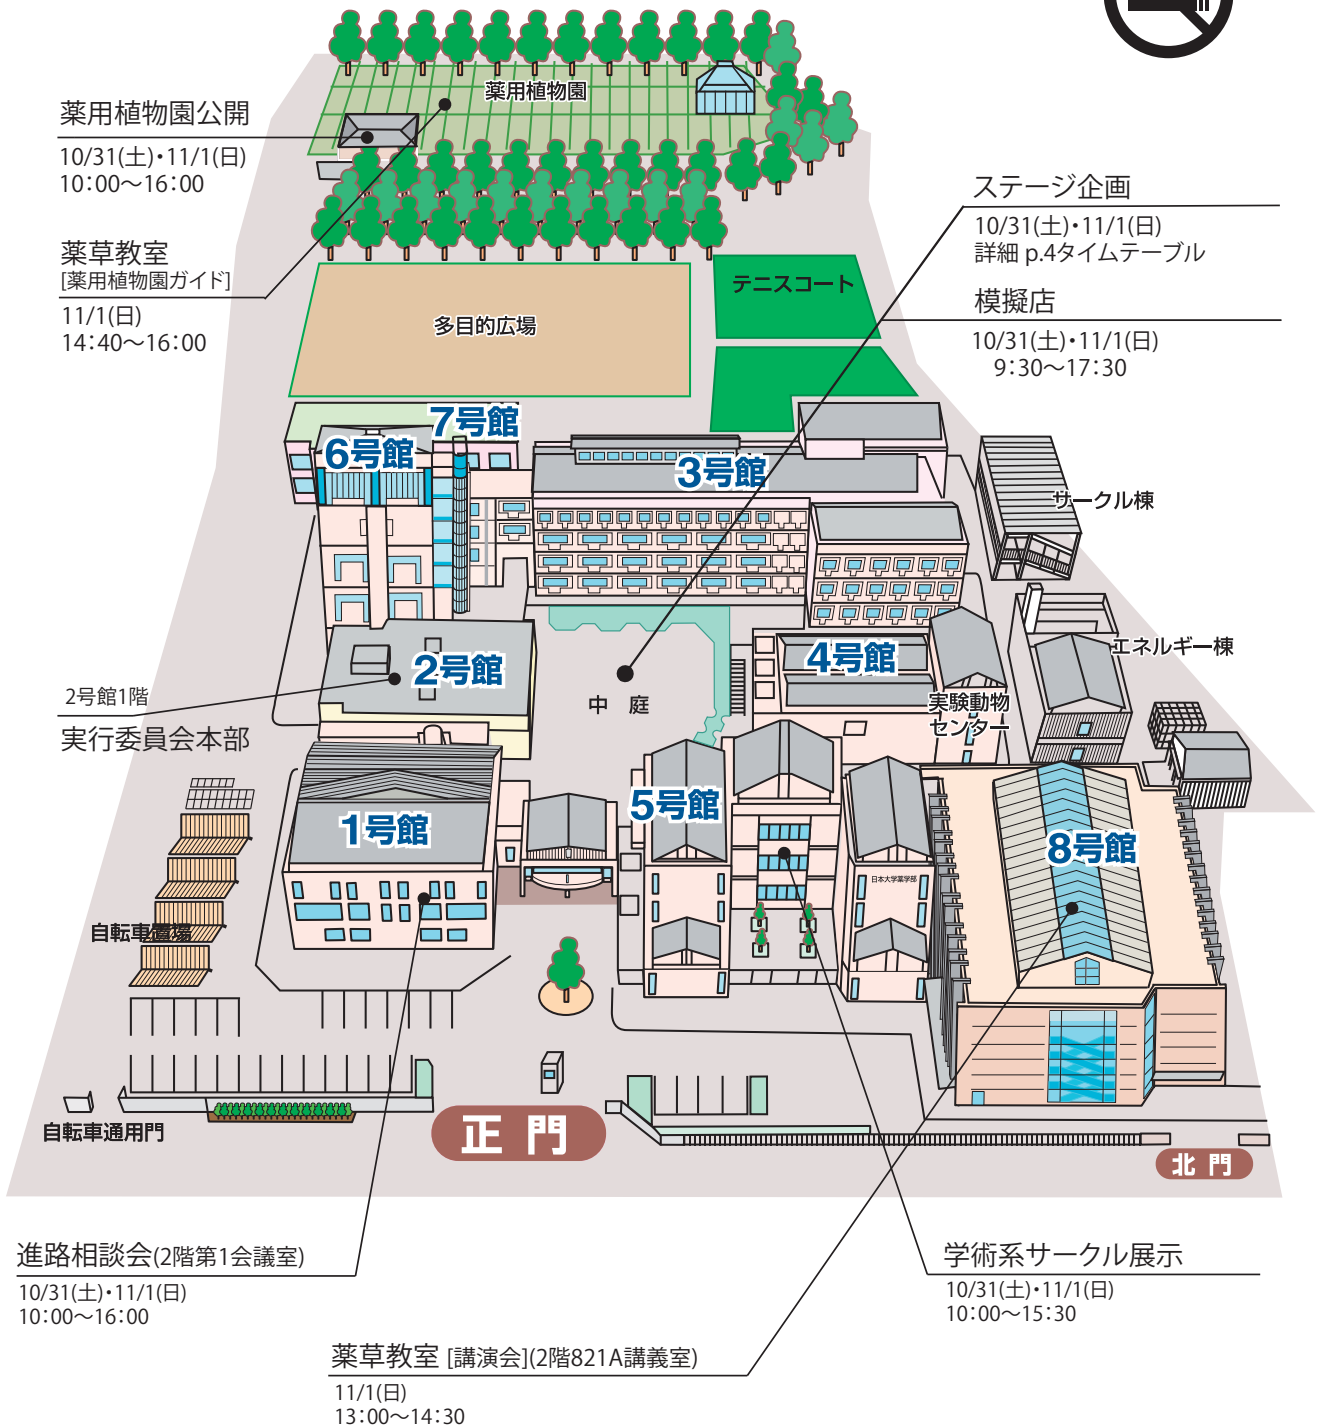 薬用植物園
薬用植物園公開
10/31(土)・11/1(日)
10:00～16:00
薬草教室
[薬用植物園ガイド]
11/1(日)
14:40～16:00
ステージ企画
10/31(土)・11/1(日)
詳細 p.4タイムテーブル
模擬店
10/31(土)・11/1(日)
9:30～17:30
テニスコート
多目的広場
7号館
6号館
3号館
サークル棟
エネルギー棟
4号館
2号館
2号館1階
実行委員会本部
中 庭
実験動物
センター
5号館
1号館
8号館
日本大学薬学部
自転車置場
自転車通用門
正 門
北 門
進路相談会(2階第1会議室)
10/31(土)・11/1(日)
10:00～16:00
学術系サークル展示
10/31(土)・11/1(日)
10:00～15:30
薬草教室 [講演会](2階821A講義室)
11/1(日)
13:00～14:30